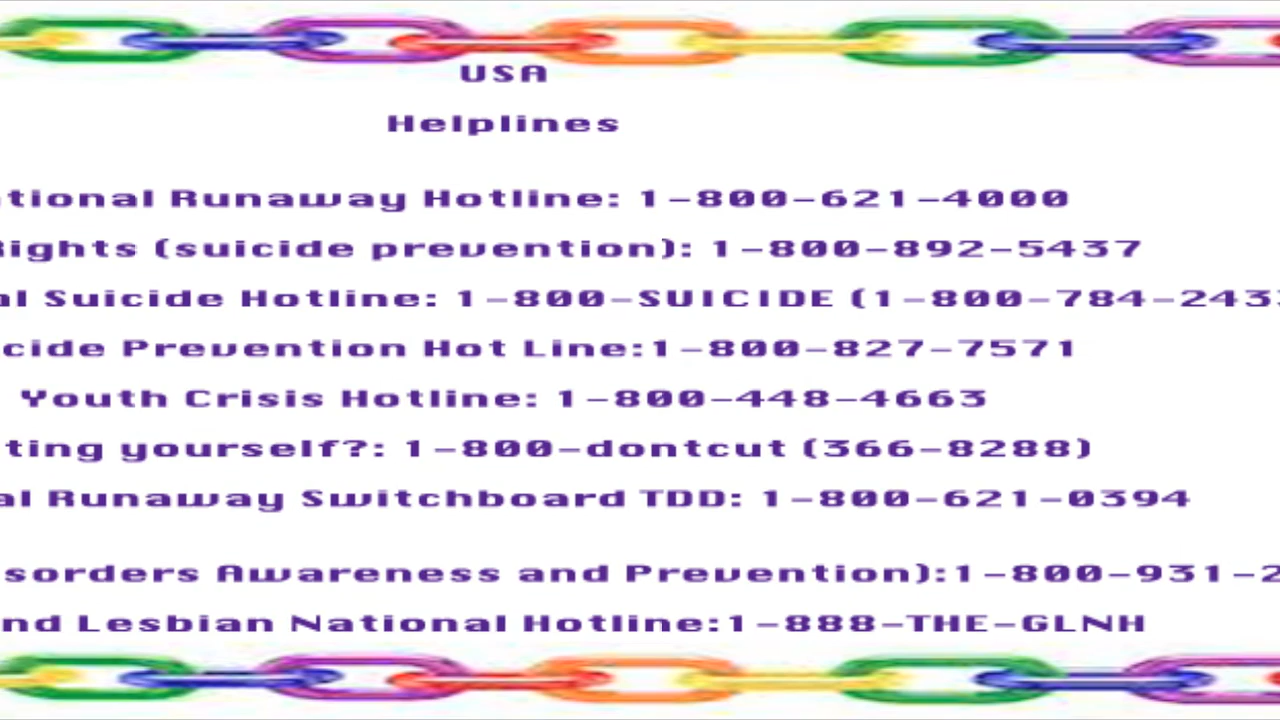 USA
Helplines
tional Runaway Hotline: 1-800-621-4000
Rights (suicide prevention): 1-800-892-5437
al Suicide Hotline: 1-800-SUICIDE (1-800-784-2433
cide Prevention Hot Line:1-800-827-7571
Youth Crisis Hotline: 1-800-448-4663
ting yourself?: 1-800-dontcut (366-8288)
al Runaway Switchboard TDD: 1-800-621-0394
sorders Awareness and Prevention):1-800-931-2
nd Lesbian National Hotline:1-888-THE-GLNH